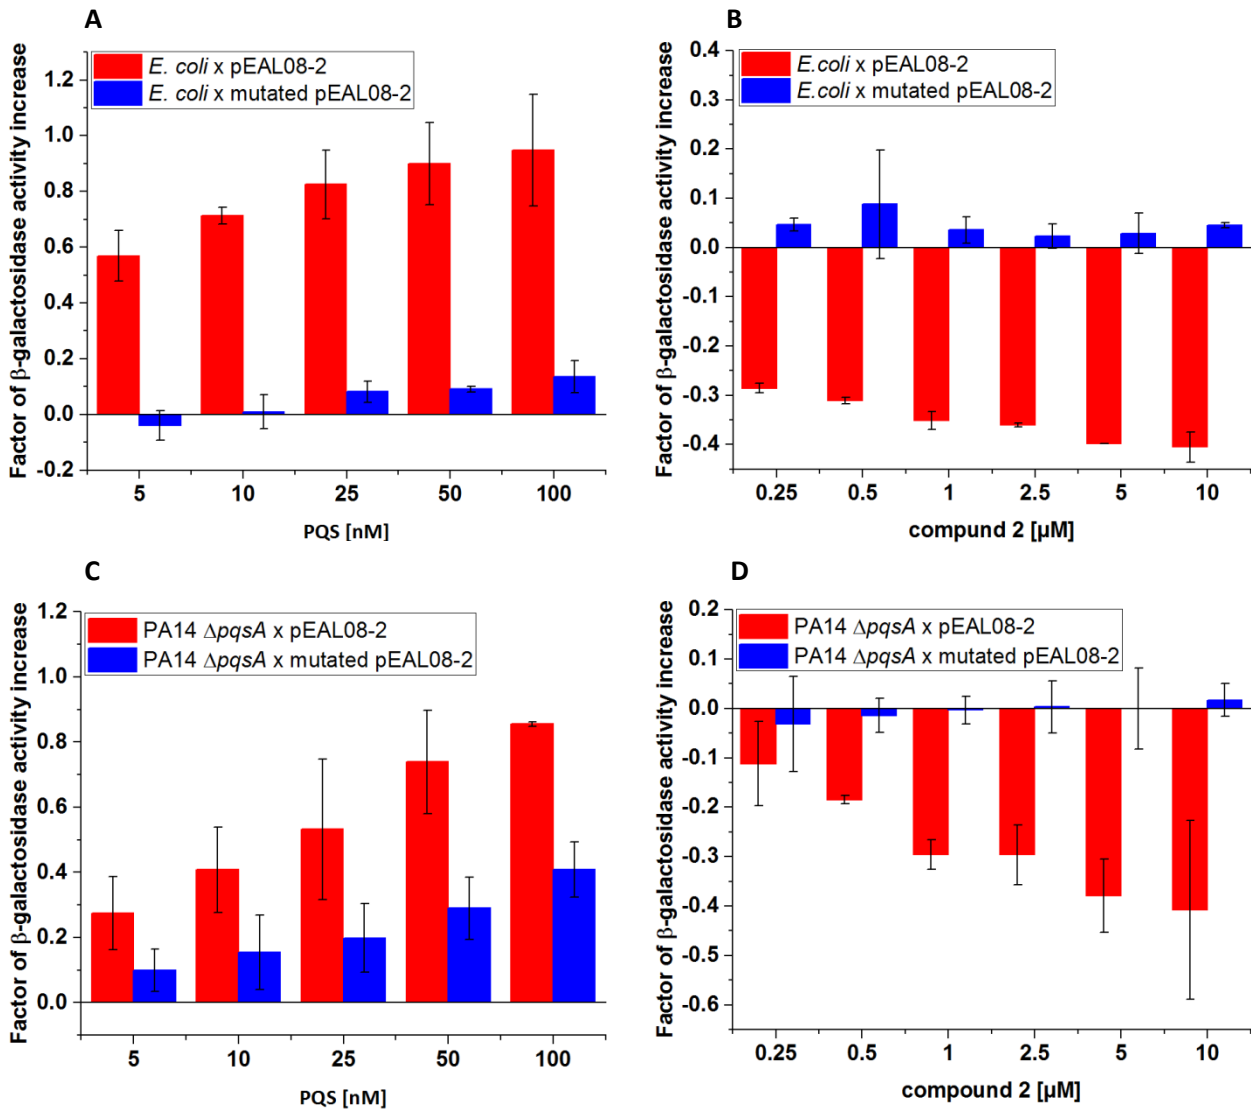 A
Factor of β-galactosidase activity increase
1.2
1.0
0.8
0.6
0.4
0.2
0.0
-0.2
E. coli x pEAL08-2
E. coli x mutated pEAL08-2
5 10 25 50 100
PQS [nM]
B
Factor of β-galactosidase activity increase
0.4
0.3
0.2
0.1
0.0
-0.1
-0.2
-0.3
-0.4
E.coli x pEAL08-2
E.coli x mutated pEAL08-2
0.25 0.5 1 2.5 5 10
compund 2 [µM]
C
Factor of β-galactosidase activity increase
1.2
1.0
0.8
0.6
0.4
0.2
0.0
PA14 ΔpqsA x pEAL08-2
PA14 ΔpqsA x mutated pEAL08-2
5 10 25 50 100
PQS [nM]
D
Factor of β-galactosidase activity increase
0.2
0.1
0.0
-0.1
-0.2
-0.3
-0.4
-0.5
-0.6
PA14 ΔpqsA x pEAL08-2
PA14 ΔpqsA x mutated pEAL08-2
0.25 0.5 1 2.5 5 10
compound 2 [µM]